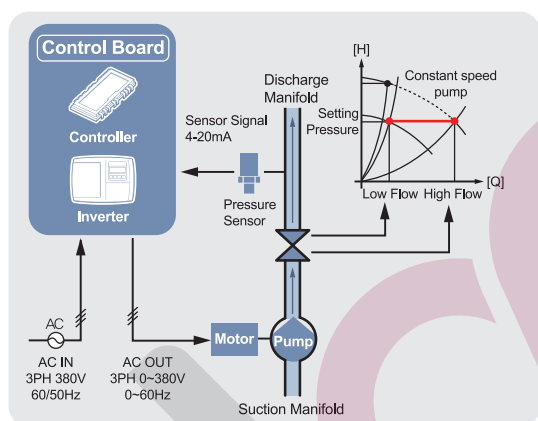 Control Board
Controller
Inverter
Sensor Signal
4-20mA
Discharge
Manifold
Pressure
Sensor
[H]
Constant speed
pump
Setting
Pressure
[Q]
Low Flow
High Flow
AC
AC IN
3PH 380V
60/50Hz
AC OUT
3PH 0~380V
0~60Hz
Motor
Pump
Suction Manifold